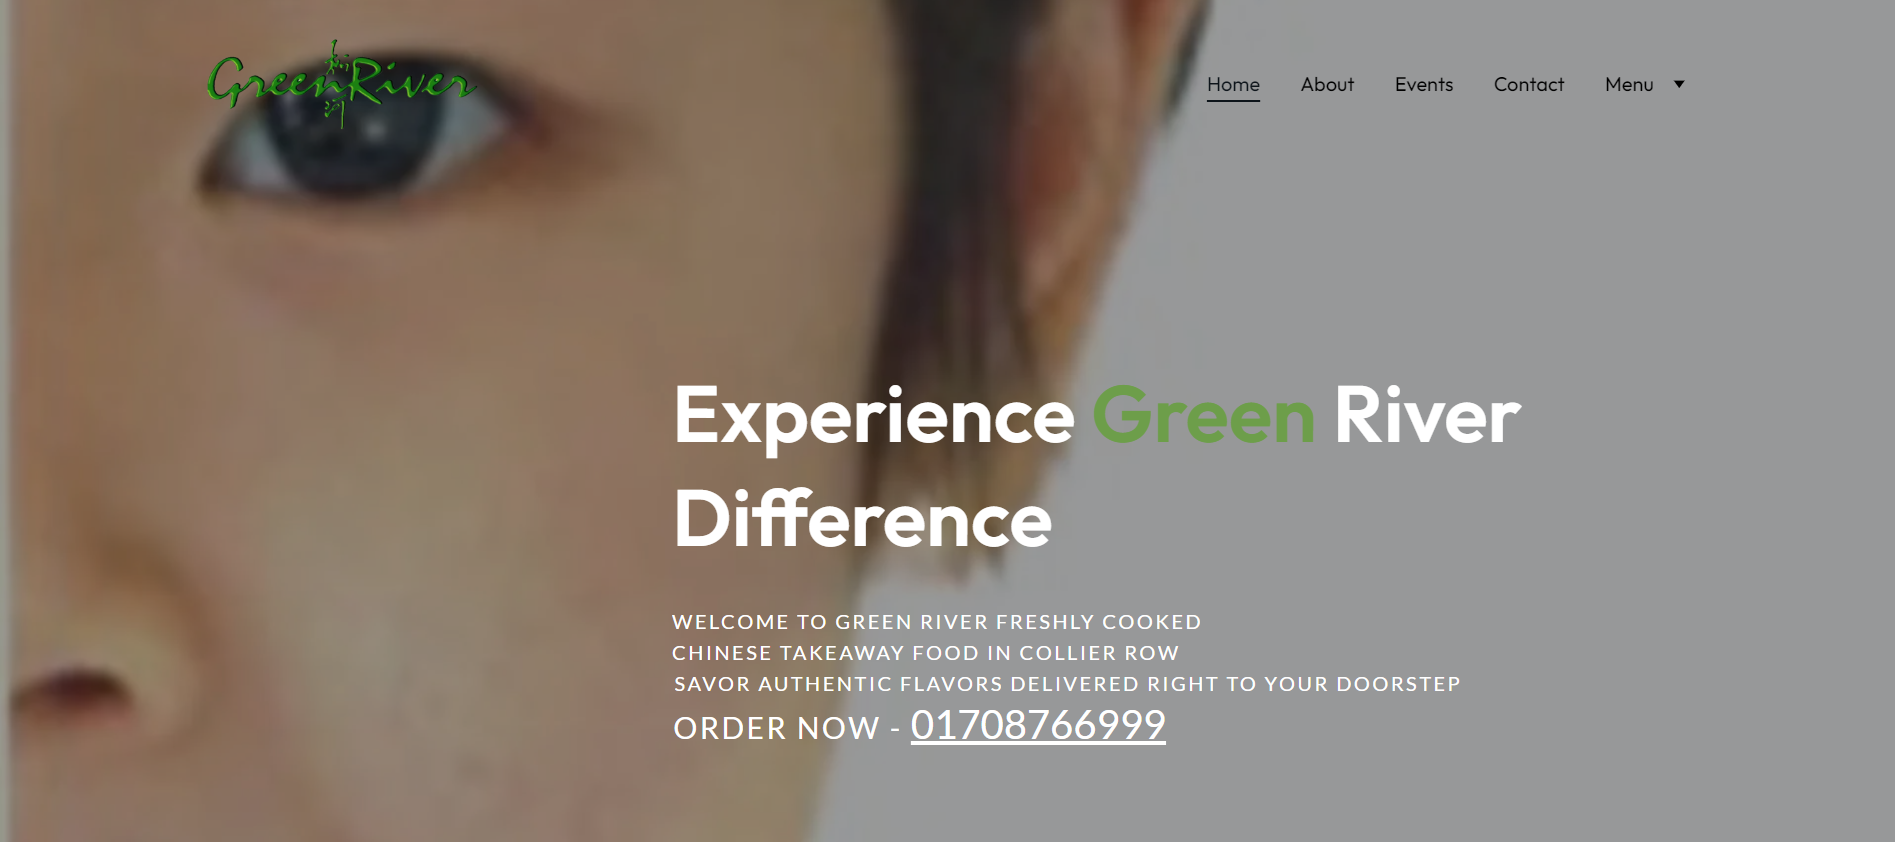 GreenRiver
Home About Events Contact Menu
Experience Green River
Difference
WELCOME TO GREEN RIVER FRESHLY COOKED
CHINESE TAKEAWAY FOOD IN COLLIER ROW
SAVOR AUTHENTIC FLAVORS DELIVERED RIGHT TO YOUR DOORSTEP
ORDER NOW - 01708766999